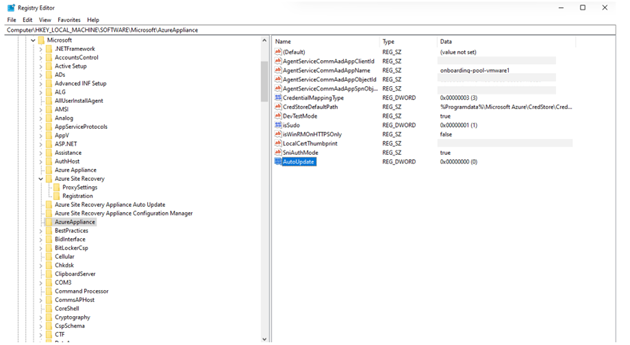 Registry Editor
File Edit View Favorites Help
Computer\HKEY_LOCAL_MACHINE\SOFTWARE\Microsoft\AzureAppliance
Microsoft
.NETFramework
AccountsControl
Active Setup
ADs
Advanced INF Setup
ALG
AllUserInstallAgent
AMSI
Analog
AppServiceProtocols
AppV
ASP.NET
Assistance
AuthHost
Azure Appliance
Azure Site Recovery
ProxySettings
Registration
Azure Site Recovery Appliance Auto Update
Azure Site Recovery Appliance Configuration Manager
AzureAppliance
BestPractices
BidInterface
BitLockerCsp
Cellular
Chkdsk
ClipboardServer
COM3
Command Processor
CommsAPHost
CoreShell
Cryptography
CspSchema
CTF
Name Type Data
(Default) REG_SZ (value not set)
AgentServiceCommAadAppClientId REG_SZ
AgentServiceCommAadAppName REG_SZ onboarding-pool-vmware1
AgentServiceCommAadAppObjectId REG_SZ
AgentServiceCommAadAppSpnObj... REG_SZ
CredentialMappingType REG_DWORD 0x00000003 (3)
CredStoreDefaultPath REG_SZ %Programdata%\Microsoft Azure\CredStore\Cred...
DevTestMode REG_SZ true
isSudo REG_DWORD 0x00000001 (1)
isWinRMOnHTTPSOnly REG_SZ false
LocalCertThumbprint REG_SZ
SniAuthMode REG_SZ true
AutoUpdate REG_DWORD 0x00000000 (0)